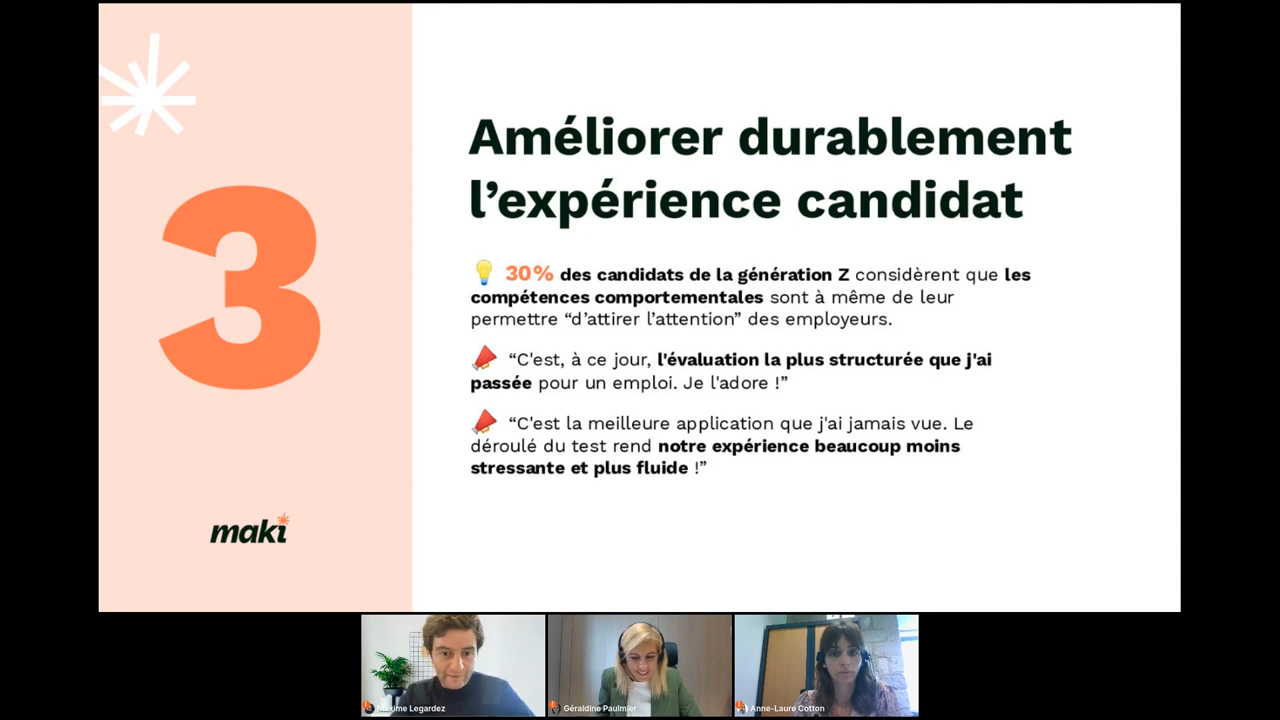 3
maki
Améliorer durablement
l’expérience candidat
30% des candidats de la génération Z considèrent que les
compétences comportementales sont à même de leur
permettre “d’attirer l’attention” des employeurs.
“C'est, à ce jour, l'évaluation la plus structurée que j'ai
passée pour un emploi. Je l'adore !”
“C'est la meilleure application que j'ai jamais vue. Le
déroulé du test rend notre expérience beaucoup moins
stressante et plus fluide !”
Maxime Legardez
Géraldine Paulmier
Anne-Laure Cotton